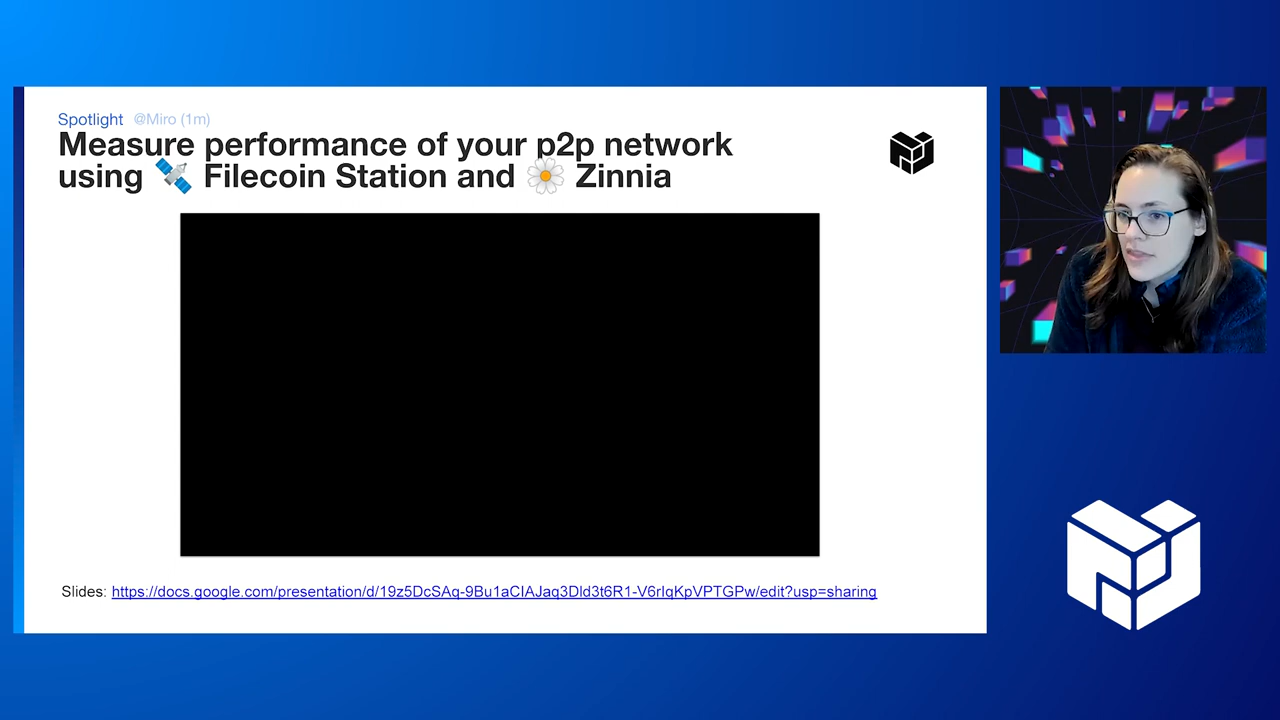 Spotlight @Miro (1m)
Measure performance of your p2p network
using 🛰️ Filecoin Station and 🌼 Zinnia
Slides: https://docs.google.com/presentation/d/19z5DcSAq-9Bu1aCIAJaq3Dld3t6R1-V6rIqKpVPTGPw/edit?usp=sharing